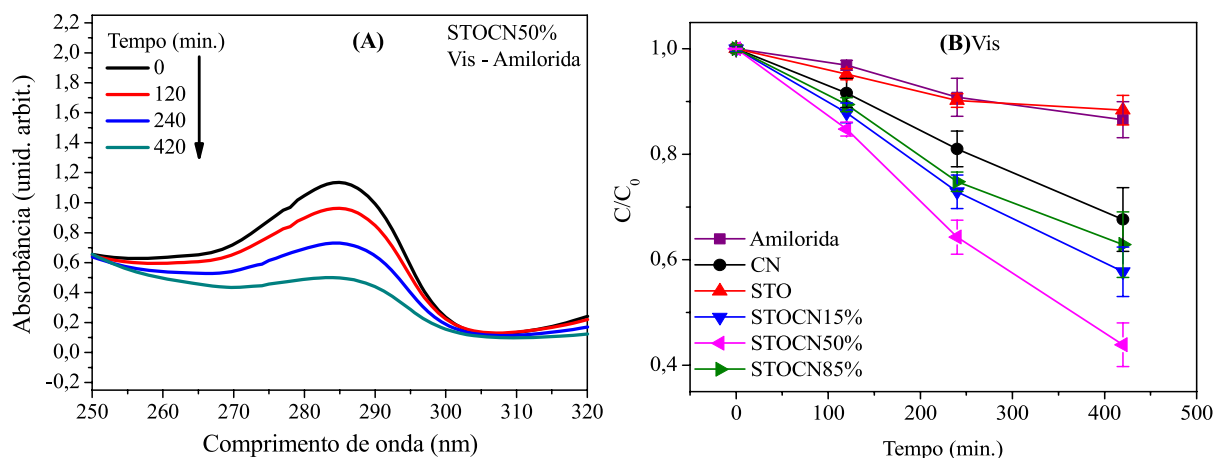 (A)
STOCN50%
Vis - Amilorida
Tempo (min.)
0
120
240
420
2,2
2,0
1,8
1,6
1,4
1,2
1,0
0,8
0,6
0,4
0,2
0,0
-0,2
Absorbância (unid. arbit.)
250 260 270 280 290 300 310 320
Comprimento de onda (nm)
(B)Vis
1,0
0,8
0,6
0,4
C/C0
Amilorida
CN
STO
STOCN15%
STOCN50%
STOCN85%
0 100 200 300 400 500
Tempo (min.)